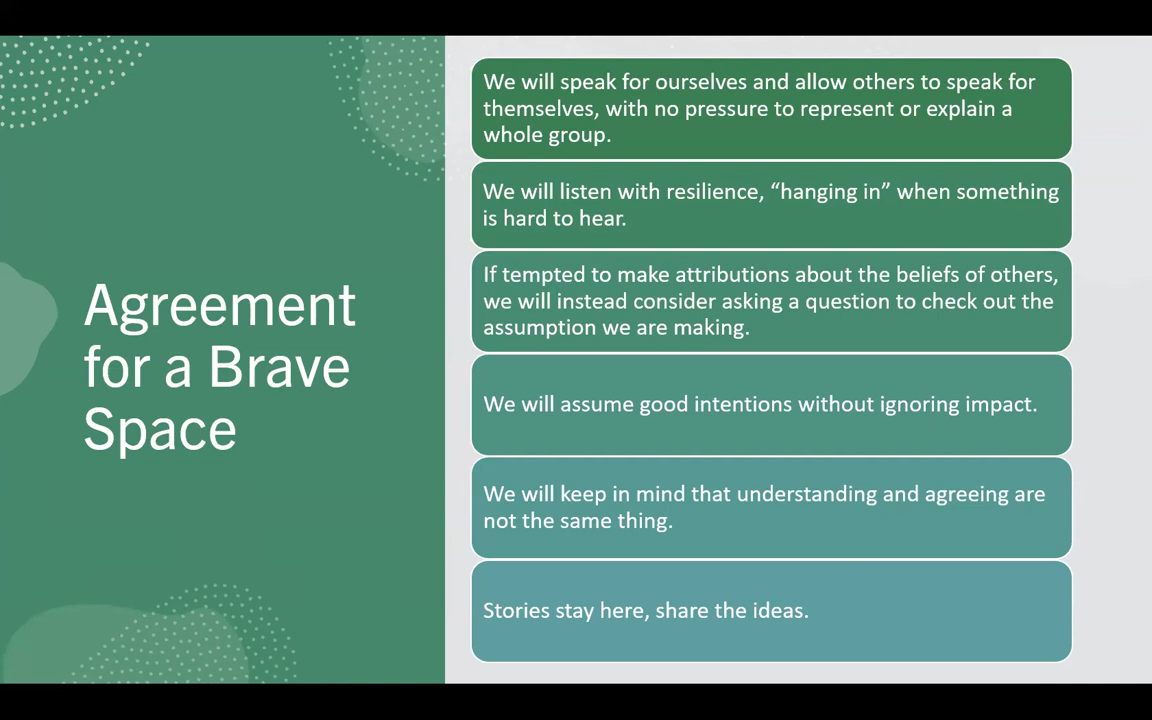 Agreement
for a Brave
Space
We will speak for ourselves and allow others to speak for
themselves, with no pressure to represent or explain a
whole group.
We will listen with resilience, “hanging in” when something
is hard to hear.
If tempted to make attributions about the beliefs of others,
we will instead consider asking a question to check out the
assumption we are making.
We will assume good intentions without ignoring impact.
We will keep in mind that understanding and agreeing are
not the same thing.
Stories stay here, share the ideas.